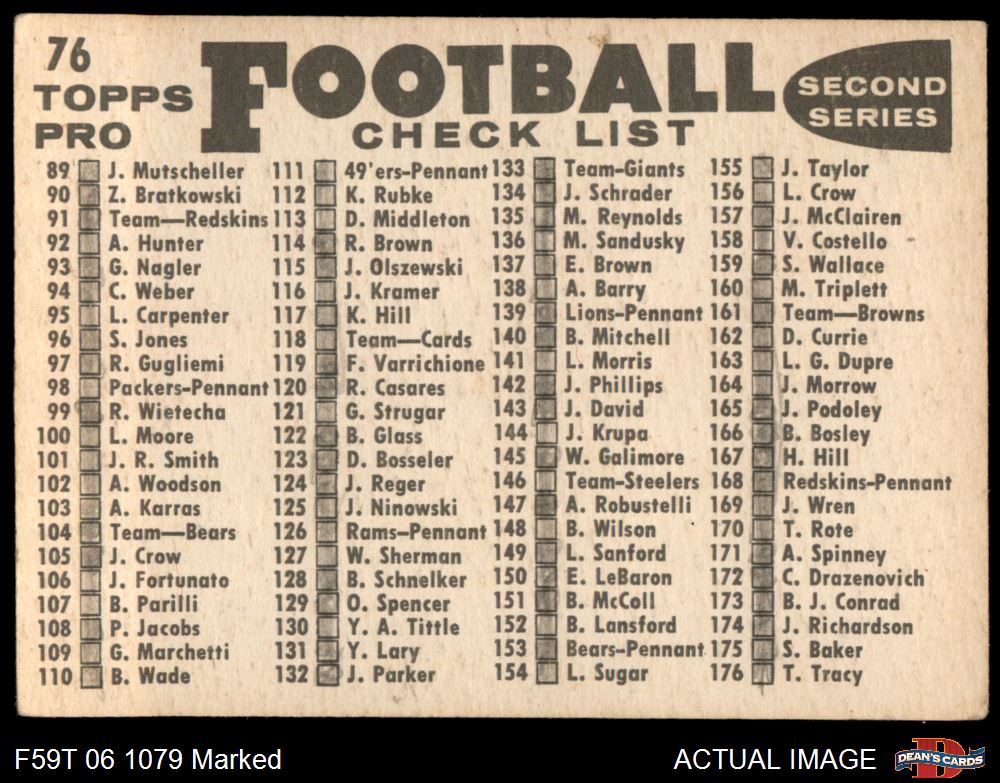 76
TOPPS
PRO
FOOTBALL
CHECK LIST
SECOND
SERIES
89 J. Mutscheller
90 Z. Bratkowski
91 Team—Redskins
92 A. Hunter
93 G. Nagler
94 C. Weber
95 L. Carpenter
96 S. Jones
97 R. Gugliemi
98 Packers-Pennant
99 R. Wietecha
100 L. Moore
101 J. R. Smith
102 A. Woodson
103 A. Karras
104 Team—Bears
105 J. Crow
106 J. Fortunato
107 B. Parilli
108 P. Jacobs
109 G. Marchetti
110 B. Wade
111 49'ers-Pennant
112 K. Rubke
113 D. Middleton
114 R. Brown
115 J. Olszewski
116 J. Kramer
117 K. Hill
118 Team—Cards
119 F. Varrichione
120 R. Casares
121 G. Strugar
122 B. Glass
123 D. Bosseler
124 J. Reger
125 J. Ninowski
126 Rams-Pennant
127 W. Sherman
128 B. Schnelker
129 O. Spencer
130 Y. A. Tittle
131 Y. Lary
132 J. Parker
133 Team-Giants
134 J. Schrader
135 M. Reynolds
136 M. Sandusky
137 E. Brown
138 A. Barry
139 Lions-Pennant
140 B. Mitchell
141 L. Morris
142 J. Phillips
143 J. David
144 J. Krupa
145 W. Galimore
146 Team-Steelers
147 A. Robustelli
148 B. Wilson
149 L. Sanford
150 E. LeBaron
151 B. McColl
152 B. Lansford
153 Bears-Pennant
154 L. Sugar
155 J. Taylor
156 L. Crow
157 J. McClairen
158 V. Costello
159 S. Wallace
160 M. Triplett
161 Team—Browns
162 D. Currie
163 L. G. Dupre
164 J. Morrow
165 J. Podoley
166 B. Bosley
167 H. Hill
168 Redskins-Pennant
169 J. Wren
170 T. Rote
171 A. Spinney
172 C. Drazenovich
173 B. J. Conrad
174 J. Richardson
175 S. Baker
176 T. Tracy
F59T 06 1079 Marked
ACTUAL IMAGE
D
DEAN'S CARDS